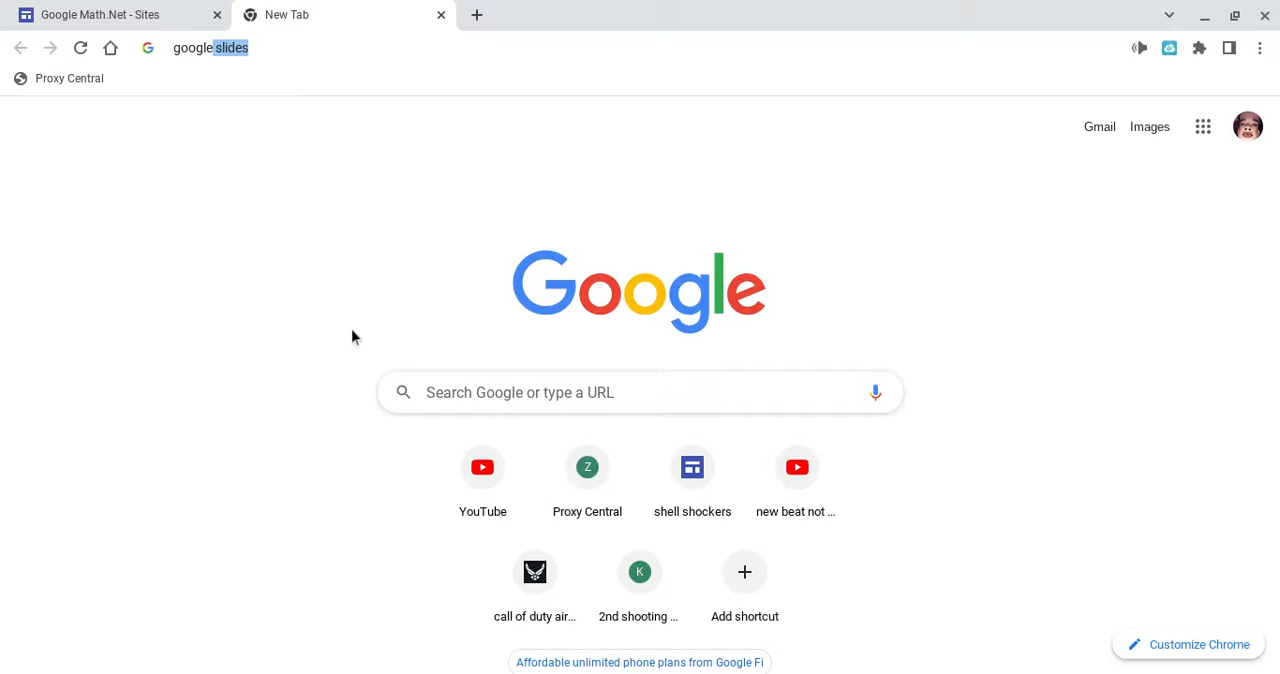 Google Math.Net - Sites
New Tab
google slides
Proxy Central
Gmail Images
Google
Search Google or type a URL
Z
YouTube Proxy Central shell shockers new beat not ...
K
call of duty air... 2nd shooting ... Add shortcut
Customize Chrome
Affordable unlimited phone plans from Google Fi